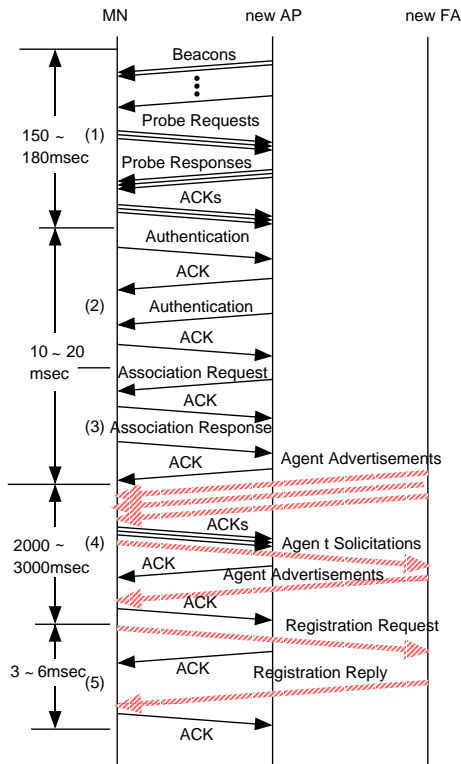 MN
new AP
new FA
Beacons
150 ~
180msec
(1)
Probe Requests
Probe Responses
ACKs
Authentication
ACK
(2)
Authentication
ACK
10 ~ 20
msec
Association Request
ACK
(3)
Association Response
ACK
Agent Advertisements
ACKs
2000 ~
3000msec
(4)
Agen t Solicitations
ACK
Agent Advertisements
ACK
Registration Request
ACK
3 ~ 6msec
(5)
Registration Reply
ACK